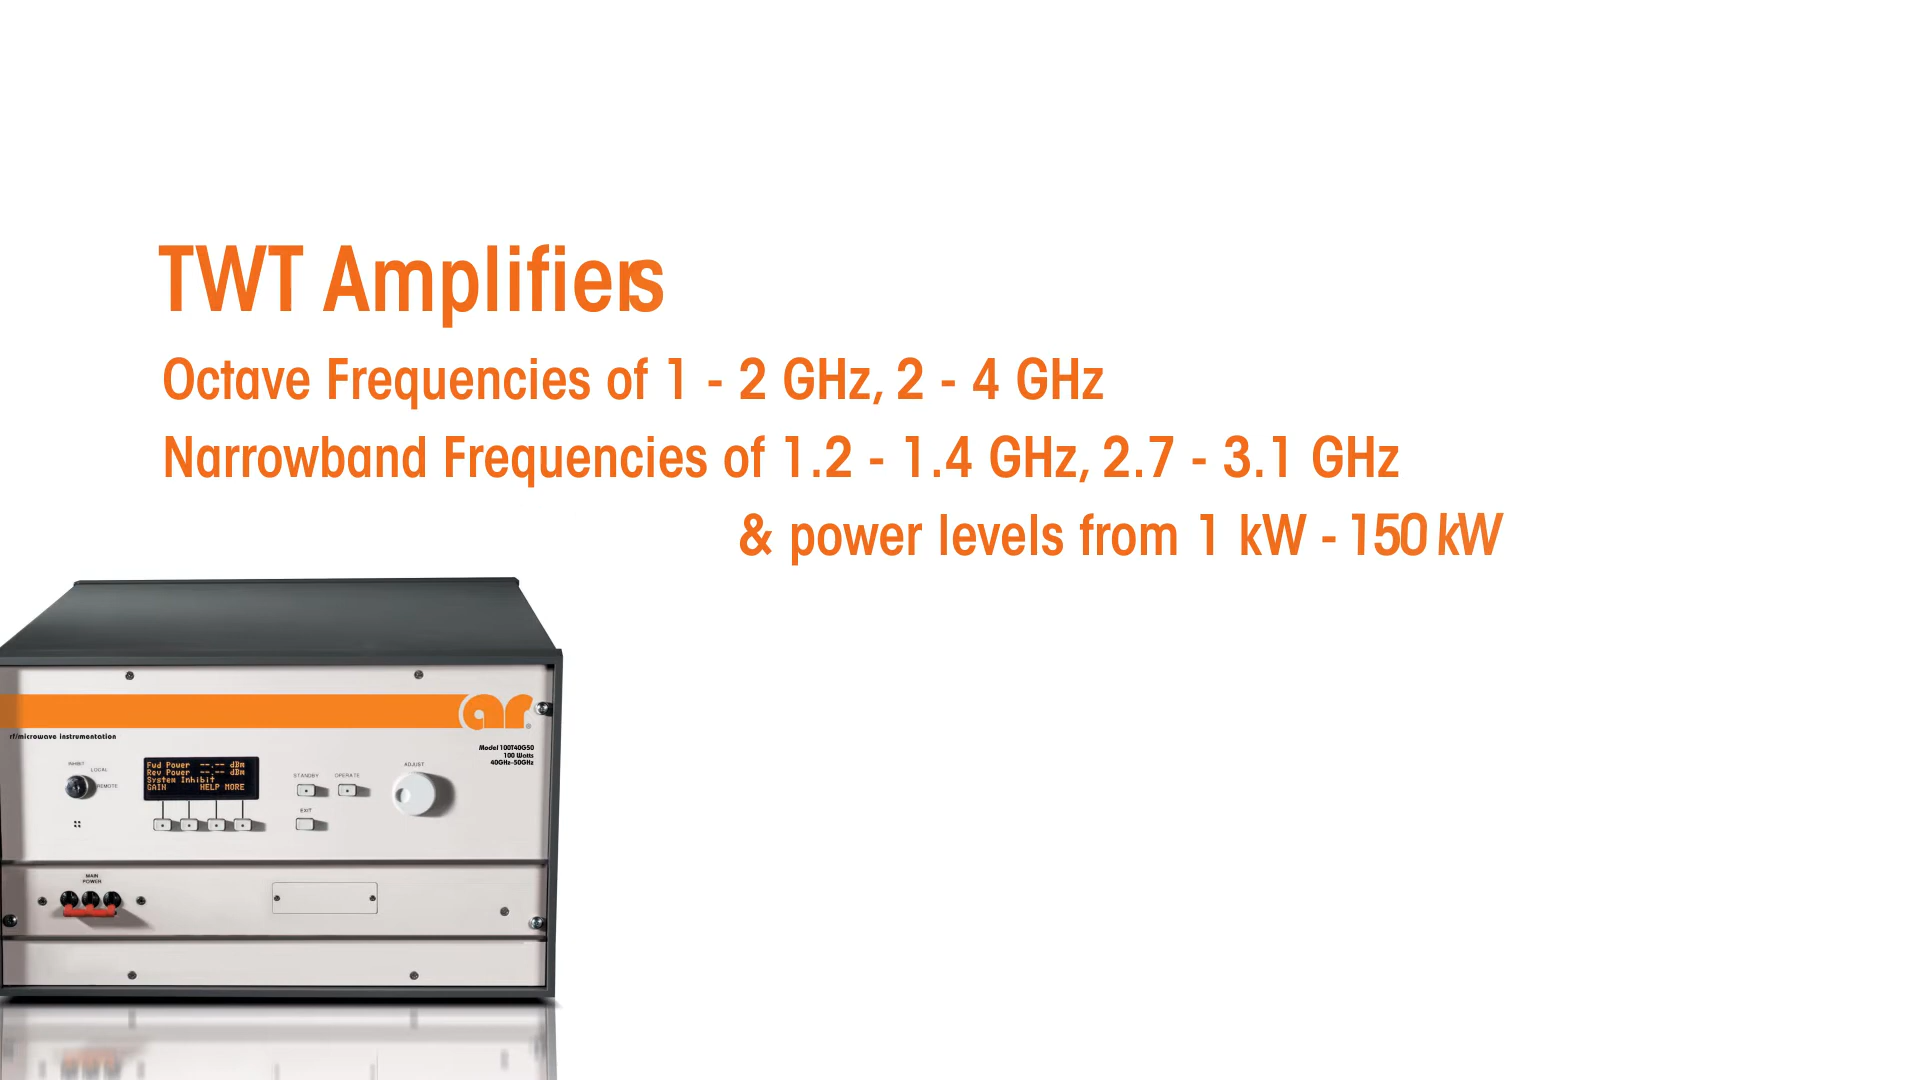 TWT Amplifiers
Octave Frequencies of 1 - 2 GHz, 2 - 4 GHz
Narrowband Frequencies of 1.2 - 1.4 GHz, 2.7 - 3.1 GHz
& power levels from 1 kW - 150 kW
ar
rf/microwave instrumentation
Model 100T40G50
100 Watts
40GHz-50GHz
INHIBIT
LOCAL
REMOTE
Fwd Power --.-- dBm
Rev Power --.-- dBm
System Inhibit
GAIN HELP MORE
STANDBY OPERATE
EXIT
ADJUST
MAIN
POWER